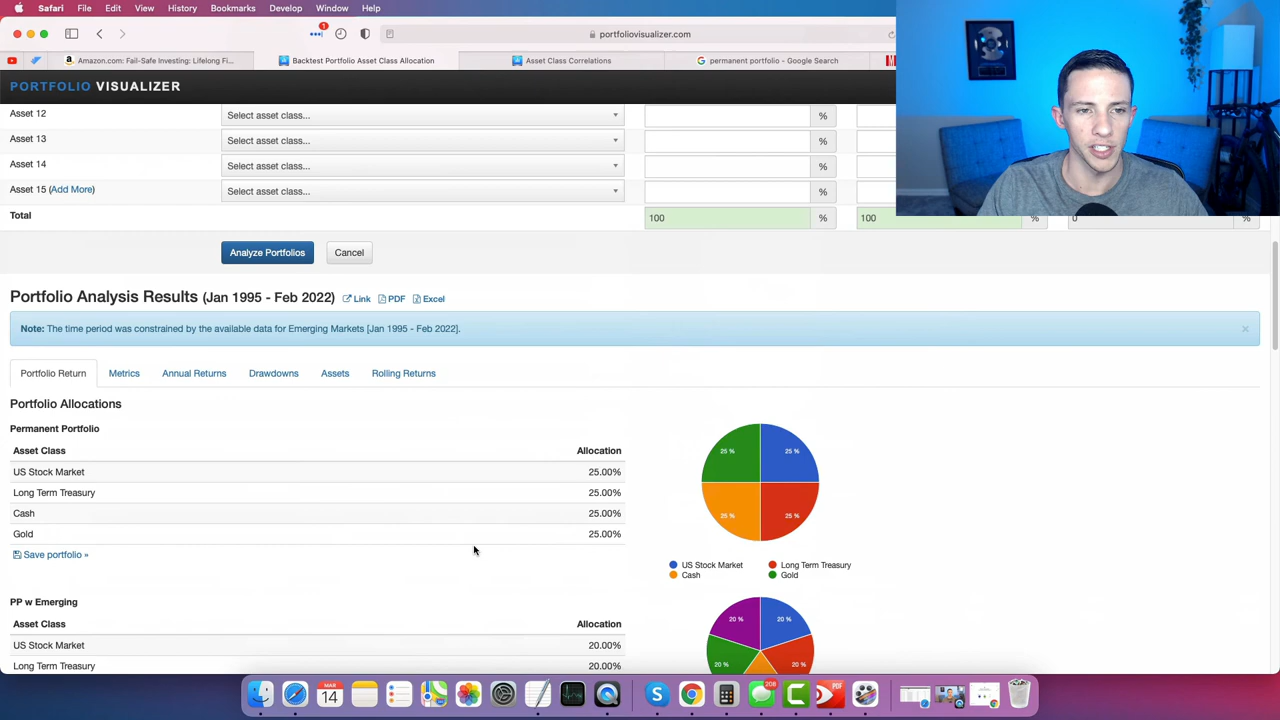 Safari File Edit View History Bookmarks Develop Window Help
1
portfoliovisualizer.com
Amazon.com: Fail-Safe Investing: Lifelong Fi... Backtest Portfolio Asset Class Allocation Asset Class Correlations permanent portfolio - Google Search
PORTFOLIO VISUALIZER
Asset 12 Select asset class... %
Asset 13 Select asset class... %
Asset 14 Select asset class... %
Asset 15 (Add More) Select asset class... %
Total 100 % 100 % 0 %
Analyze Portfolios Cancel
Portfolio Analysis Results (Jan 1995 - Feb 2022) Link PDF Excel
Note: The time period was constrained by the available data for Emerging Markets [Jan 1995 - Feb 2022]. ×
Portfolio Return Metrics Annual Returns Drawdowns Assets Rolling Returns
Portfolio Allocations
Permanent Portfolio
Asset Class Allocation
US Stock Market 25.00%
Long Term Treasury 25.00%
Cash 25.00%
Gold 25.00%
Save portfolio »
25 % 25 %
25 % 25 %
US Stock Market Long Term Treasury
Cash Gold
PP w Emerging
Asset Class Allocation
US Stock Market 20.00%
Long Term Treasury 20.00%
20 % 20 %
20 % 20 %
MAR
14
208
PDF